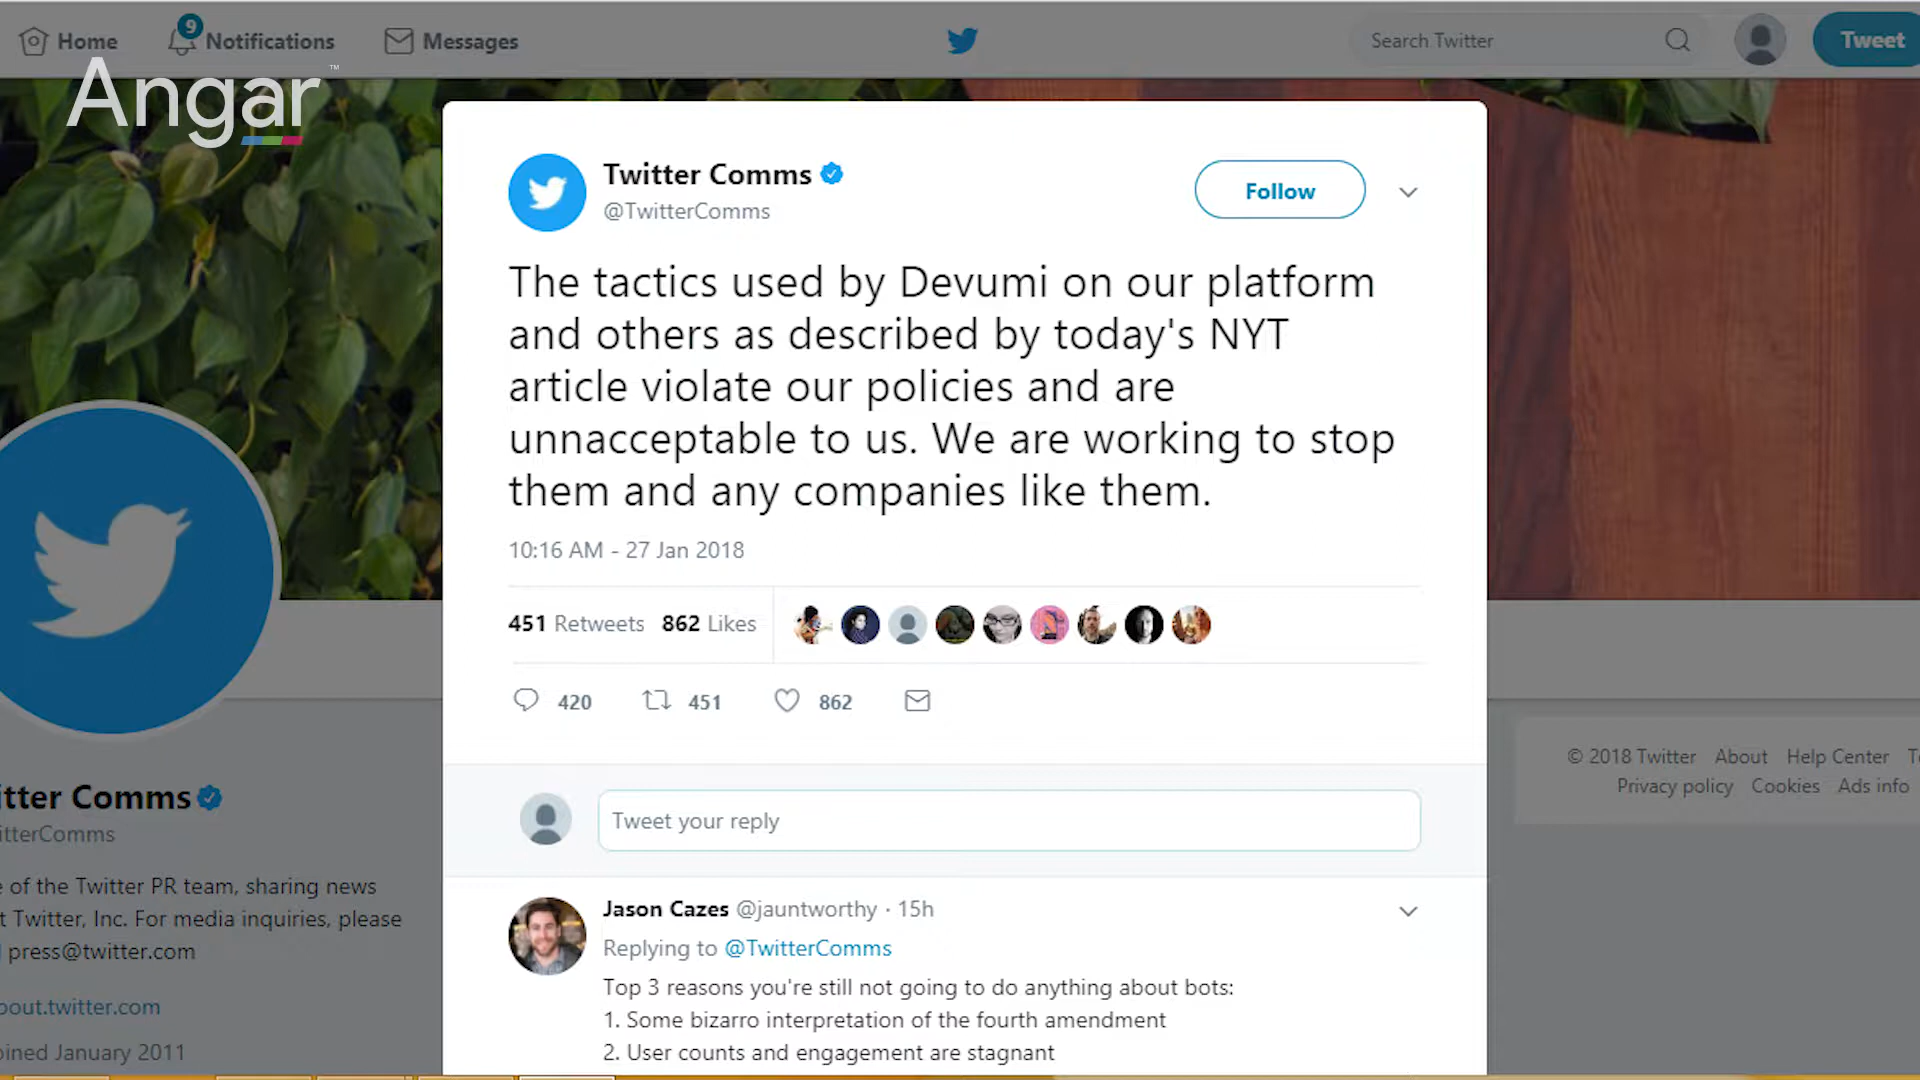 Home
9
Notifications
Messages
Search Twitter
Tweet
Angar
™
Twitter Comms
@TwitterComms
Follow
The tactics used by Devumi on our platform
and others as described by today's NYT
article violate our policies and are
unnacceptable to us. We are working to stop
them and any companies like them.
10:16 AM - 27 Jan 2018
451 Retweets 862 Likes
420
451
862
Tweet your reply
Jason Cazes @jauntworthy · 15h
Replying to @TwitterComms
Top 3 reasons you're still not going to do anything about bots:
1. Some bizarro interpretation of the fourth amendment
2. User counts and engagement are stagnant
itter Comms
itterComms
of the Twitter PR team, sharing news
t Twitter, Inc. For media inquiries, please
press@twitter.com
bout.twitter.com
oined January 2011
© 2018 Twitter About Help Center
Privacy policy Cookies Ads info